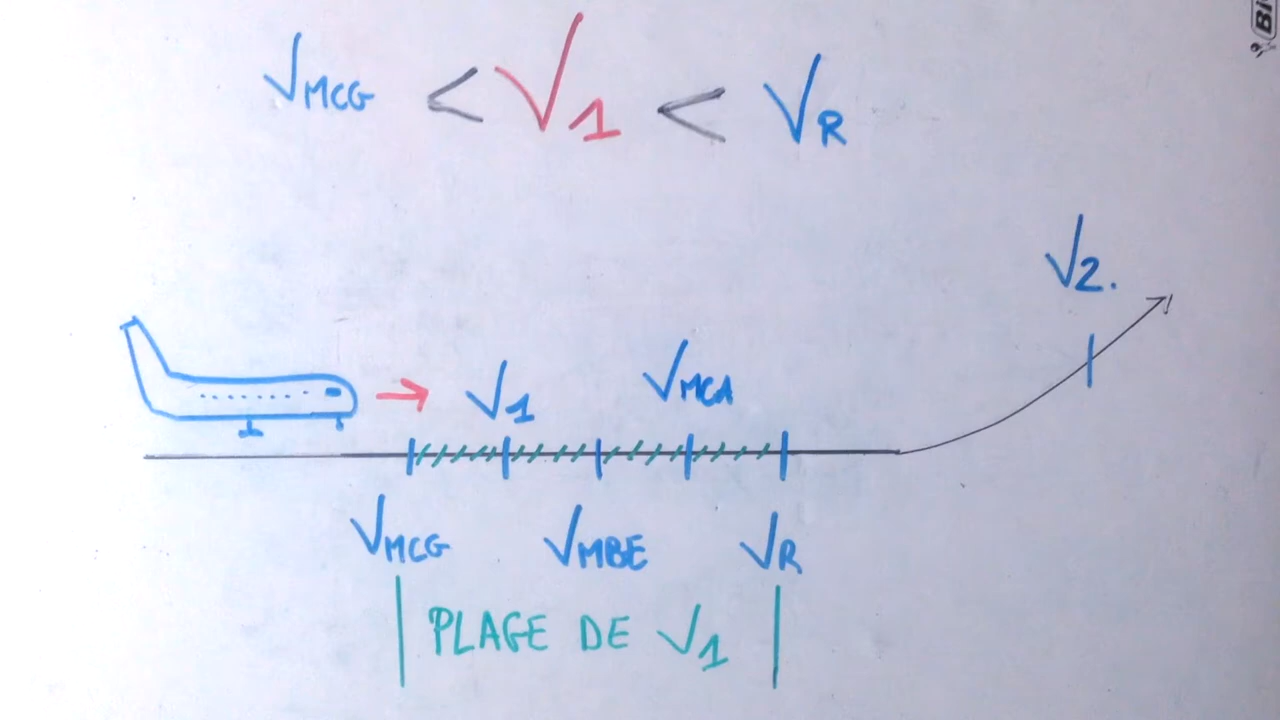 VMCG < V1 < VR
V2.
V1
VMCA
VMCG
VMBE
VR
PLAGE DE V1